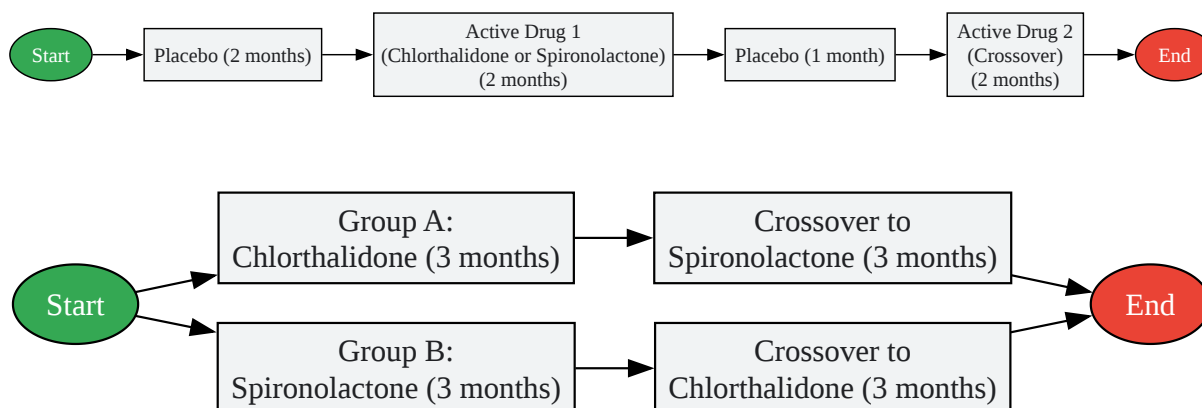 Start
Placebo (2 months)
Active Drug 1
(Chlorthalidone or Spironolactone)
(2 months)
Placebo (1 month)
Active Drug 2
(Crossover)
(2 months)
End
Start
Group A:
Chlorthalidone (3 months)
Crossover to
Spironolactone (3 months)
Group B:
Spironolactone (3 months)
Crossover to
Chlorthalidone (3 months)
End